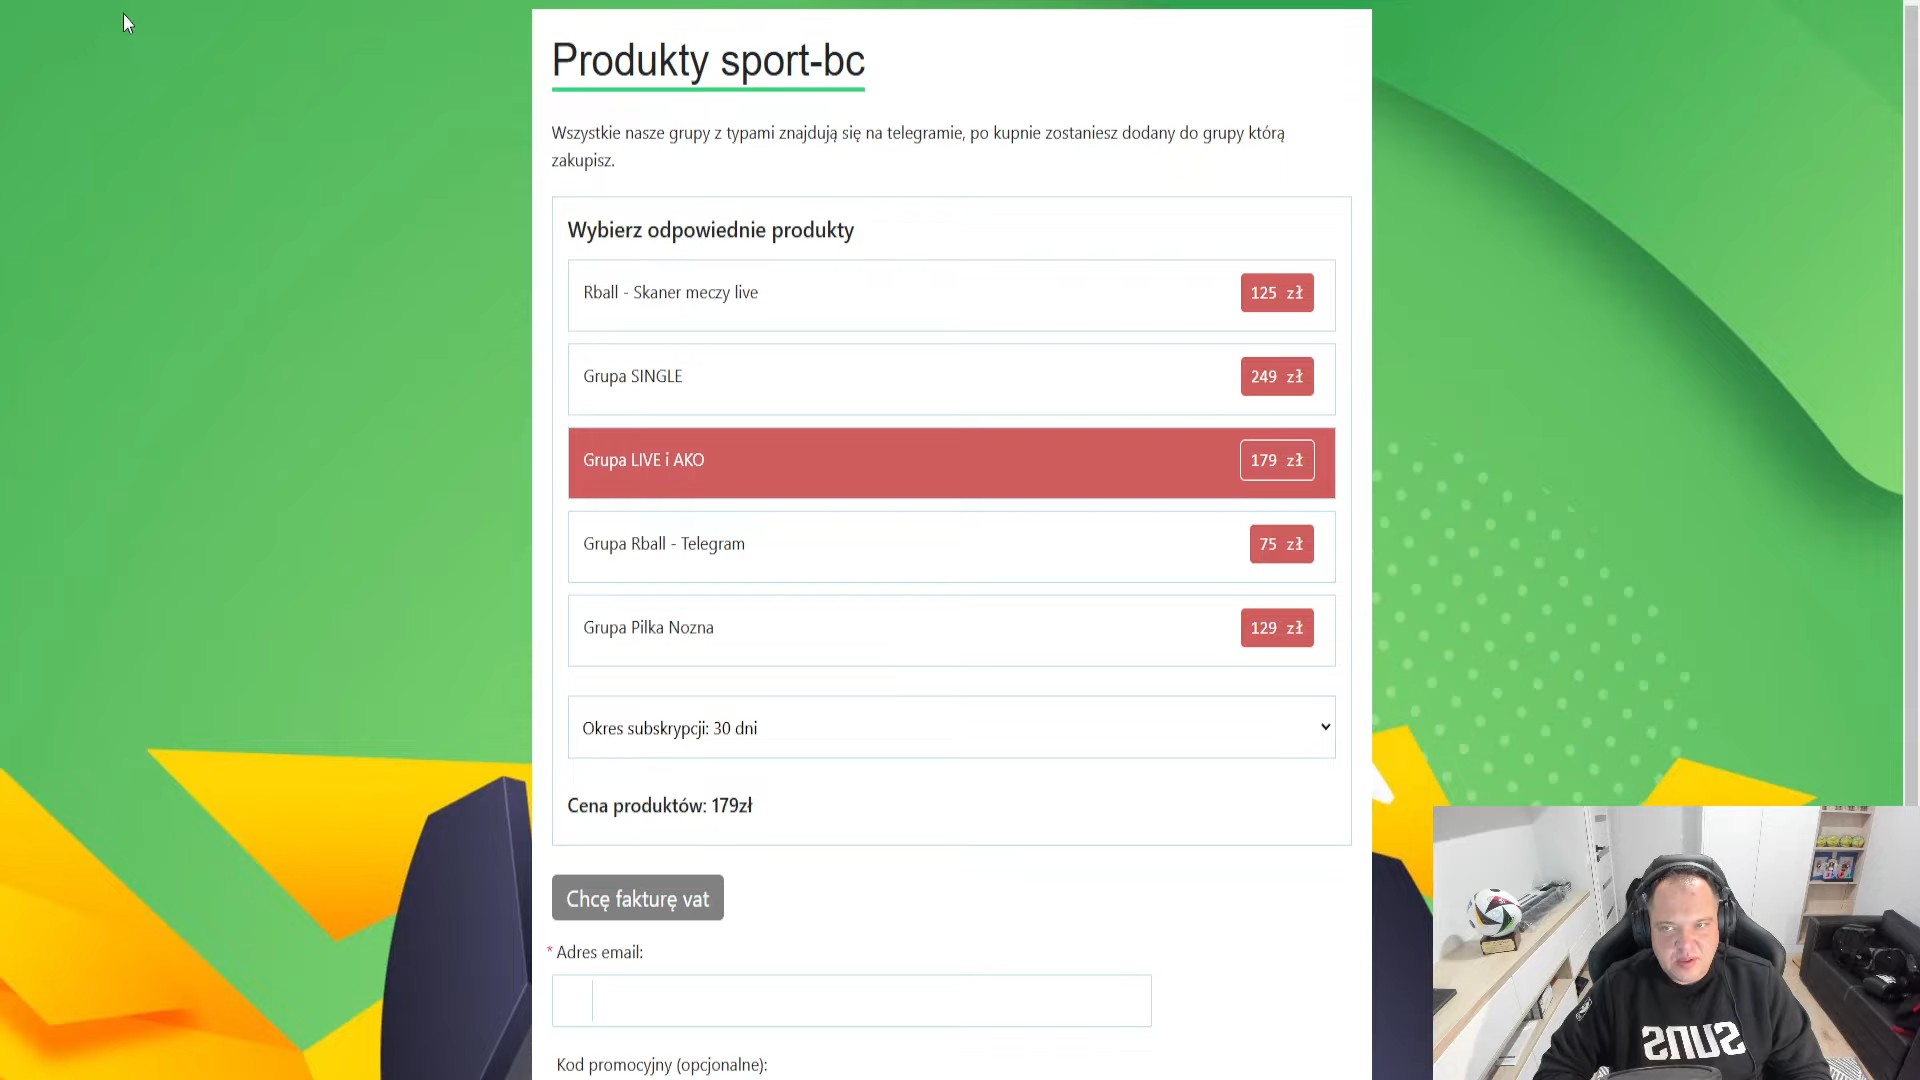 Produkty sport-bc
Wszystkie nasze grupy z typami znajdują się na telegramie, po kupnie zostaniesz dodany do grupy którą
zakupisz.
Wybierz odpowiednie produkty
Rball - Skaner meczy live 125 zł
Grupa SINGLE 249 zł
Grupa LIVE i AKO 179 zł
Grupa Rball - Telegram 75 zł
Grupa Pilka Nozna 129 zł
Okres subskrypcji: 30 dni
Cena produktów: 179zł
Chcę fakturę vat
* Adres email:
Kod promocyjny (opcjonalne):
SUNS